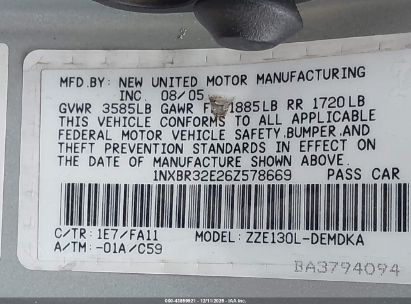 MFD.BY: NEW UNITED MOTOR MANUFACTURING
INC. 08/05
GVWR 3585LB GAWR F 1885LB RR 1720LB
THIS VEHICLE CONFORMS TO ALL APPLICABLE
FEDERAL MOTOR VEHICLE SAFETY, BUMPER, AND
THEFT PREVENTION STANDARDS IN EFFECT ON
THE DATE OF MANUFACTURE SHOWN ABOVE.
1NXBR32E26Z578669 PASS CAR
C/TR: 1E7/FA11 MODEL: ZZE130L-DEMDKA
A/TM: -01A/C59
BA3794094